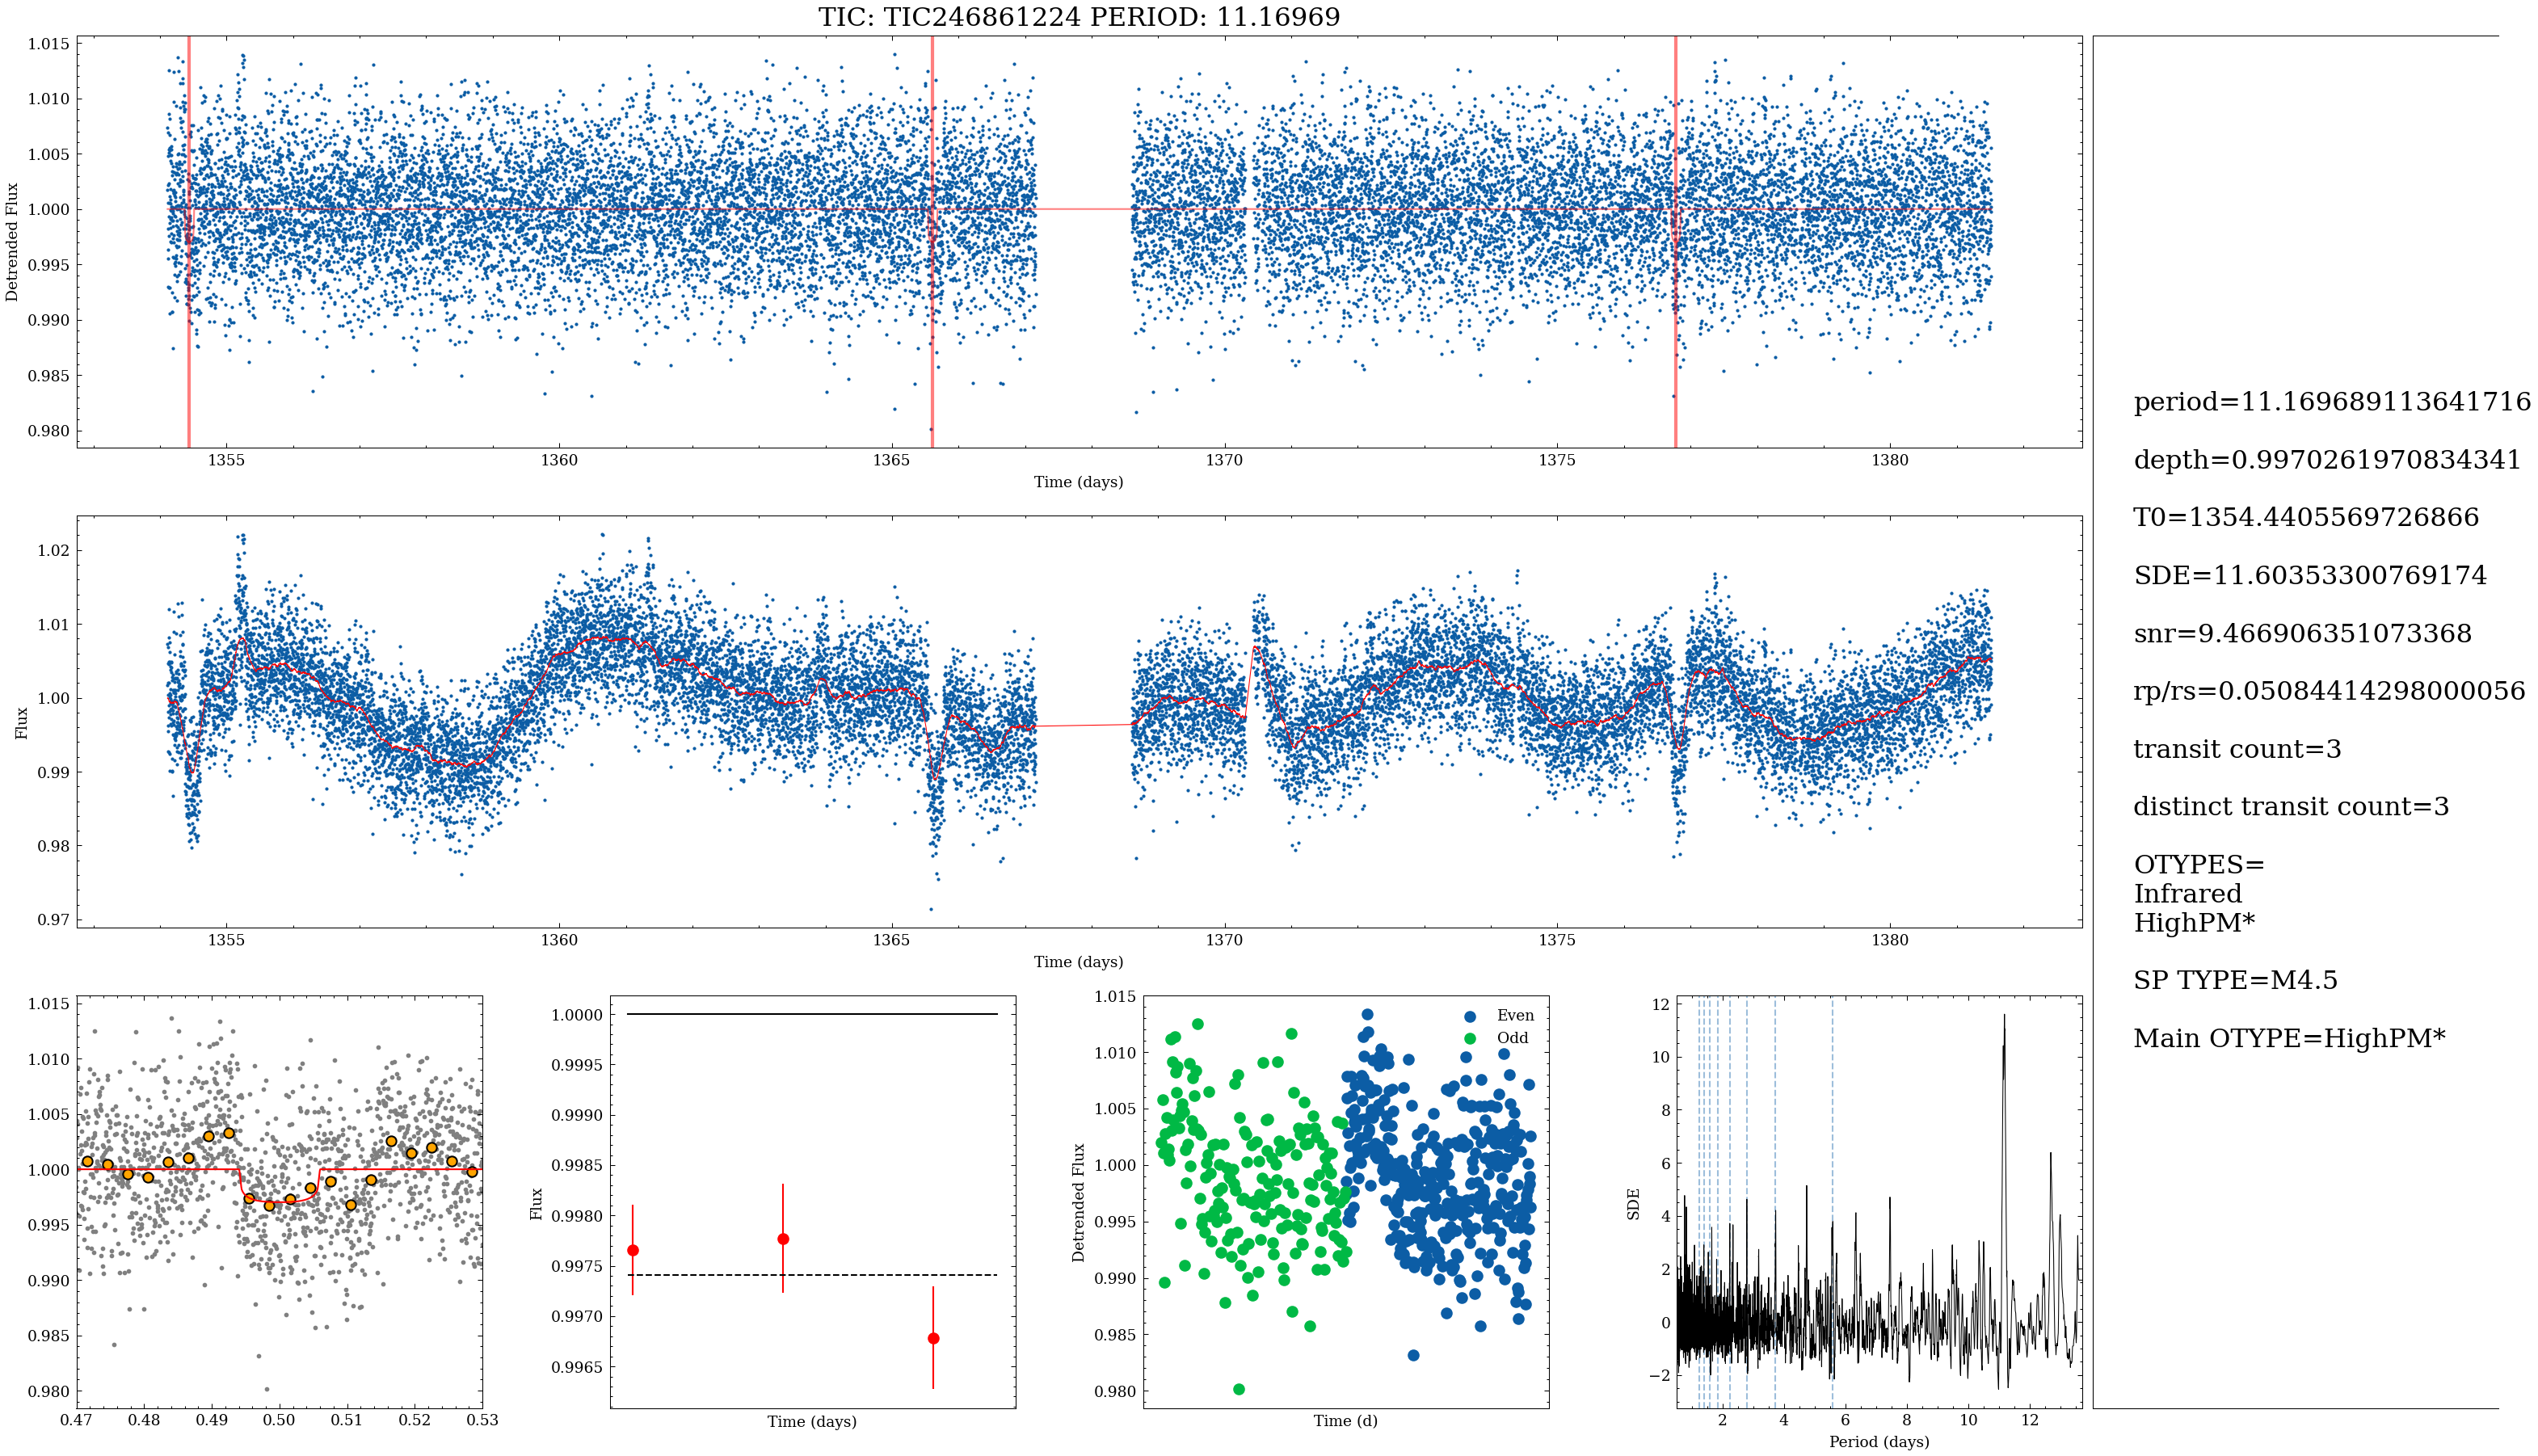 TIC: TIC246861224 PERIOD: 11.16969
1.015
1.010
1.005
1.000
0.995
0.990
0.985
0.980
Detrended Flux
1355 1360 1365 1370 1375 1380
Time (days)
1.02
1.01
1.00
0.99
0.98
0.97
Flux
1355 1360 1365 1370 1375 1380
Time (days)
1.015
1.010
1.005
1.000
0.995
0.990
0.985
0.980
0.47 0.48 0.49 0.50 0.51 0.52 0.53
1.0000
0.9995
0.9990
0.9985
0.9980
0.9975
0.9970
0.9965
Flux
Time (days)
1.015
1.010
1.005
1.000
0.995
0.990
0.985
0.980
Detrended Flux
Even
Odd
Time (d)
12
10
8
6
4
2
0
−2
SDE
2 4 6 8 10 12
Period (days)
period=11.169689113641716
depth=0.9970261970834341
T0=1354.4405569726866
SDE=11.60353300769174
snr=9.466906351073368
rp/rs=0.05084414298000056
transit count=3
distinct transit count=3
OTYPES=
Infrared
HighPM*
SP TYPE=M4.5
Main OTYPE=HighPM*